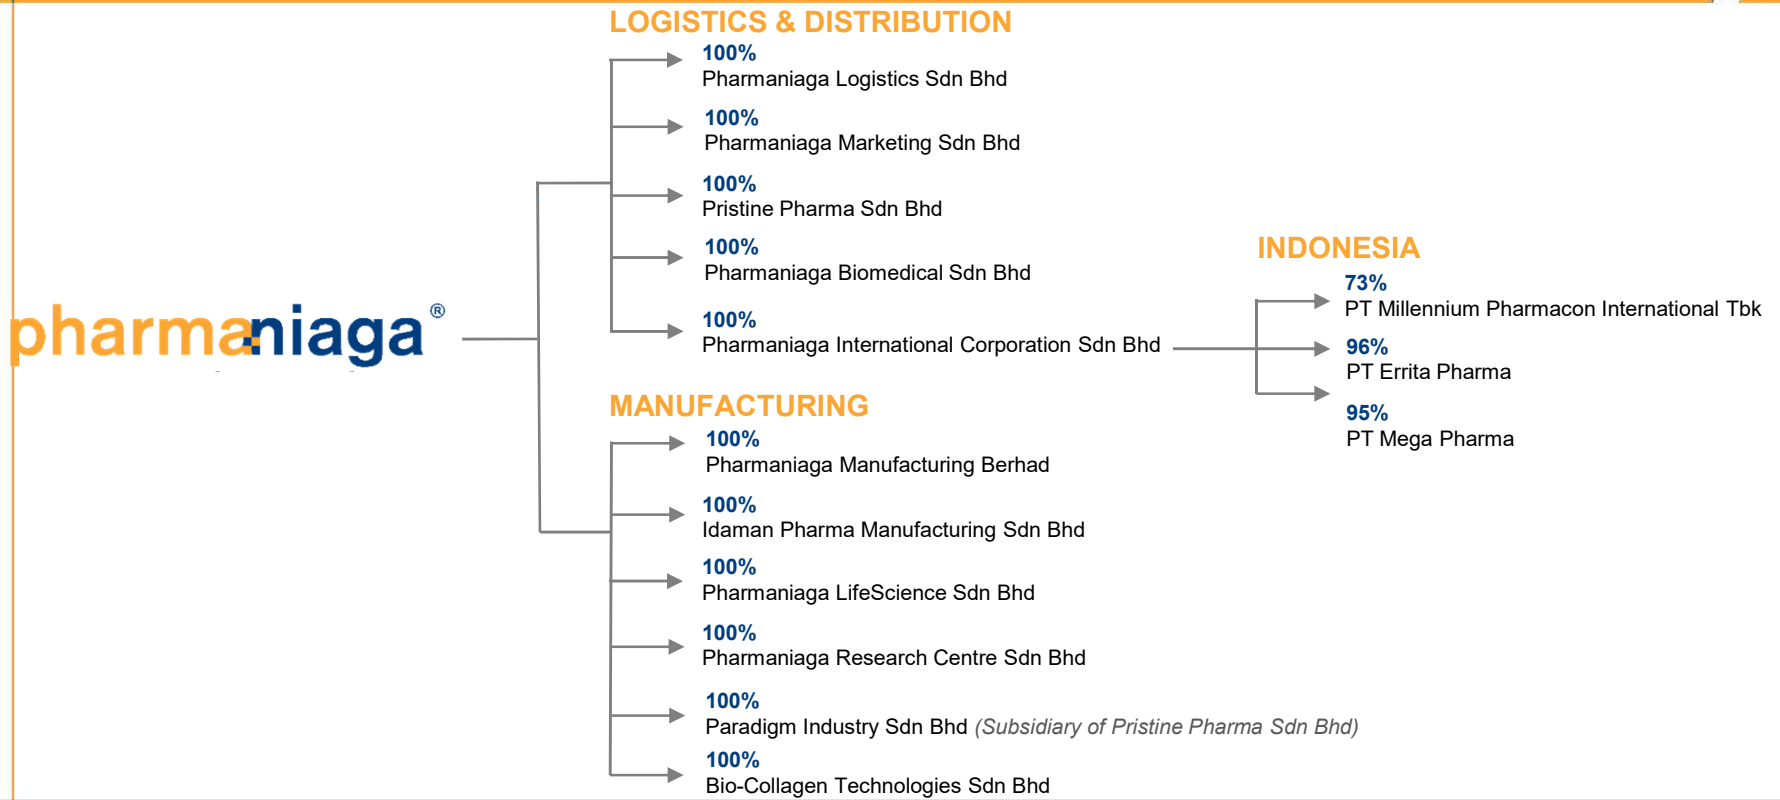 LOGISTICS & DISTRIBUTION
100%
Pharmaniaga Logistics Sdn Bhd
100%
Pharmaniaga Marketing Sdn Bhd
100%
Pristine Pharma Sdn Bhd
100%
Pharmaniaga Biomedical Sdn Bhd
100%
Pharmaniaga International Corporation Sdn Bhd
INDONESIA
73%
PT Millennium Pharmacon International Tbk
96%
PT Errita Pharma
95%
PT Mega Pharma
pharmaniaga®
MANUFACTURING
100%
Pharmaniaga Manufacturing Berhad
100%
Idaman Pharma Manufacturing Sdn Bhd
100%
Pharmaniaga LifeScience Sdn Bhd
100%
Pharmaniaga Research Centre Sdn Bhd
100%
Paradigm Industry Sdn Bhd (Subsidiary of Pristine Pharma Sdn Bhd)
100%
Bio-Collagen Technologies Sdn Bhd